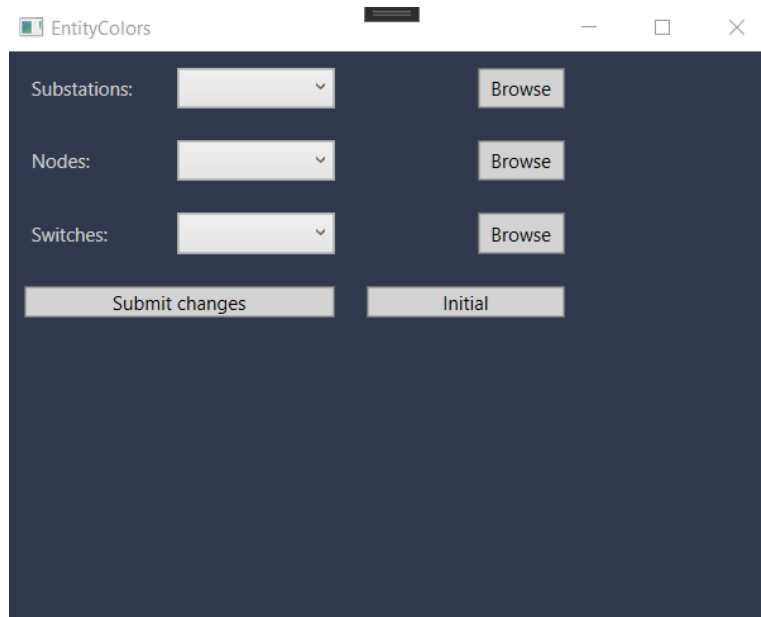 EntityColors
Substations: Browse
Nodes: Browse
Switches: Browse
Submit changes Initial